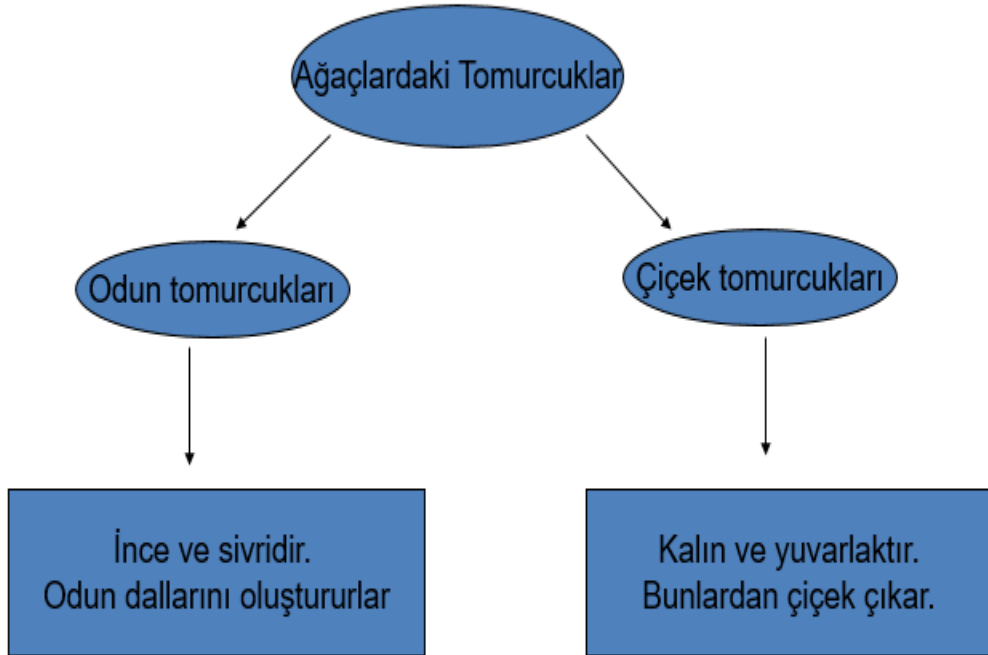 Ağaçlardaki Tomurcuklar
Odun tomurcukları
Çiçek tomurcukları
İnce ve sivridir.
Odun dallarını oluştururlar
Kalın ve yuvarlaktır.
Bunlardan çiçek çıkar.